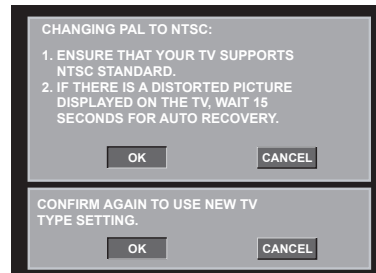 CHANGING PAL TO NTSC:
1. ENSURE THAT YOUR TV SUPPORTS
NTSC STANDARD.
2. IF THERE IS A DISTORTED PICTURE
DISPLAYED ON THE TV, WAIT 15
SECONDS FOR AUTO RECOVERY.
OK CANCEL
CONFIRM AGAIN TO USE NEW TV
TYPE SETTING.
OK CANCEL